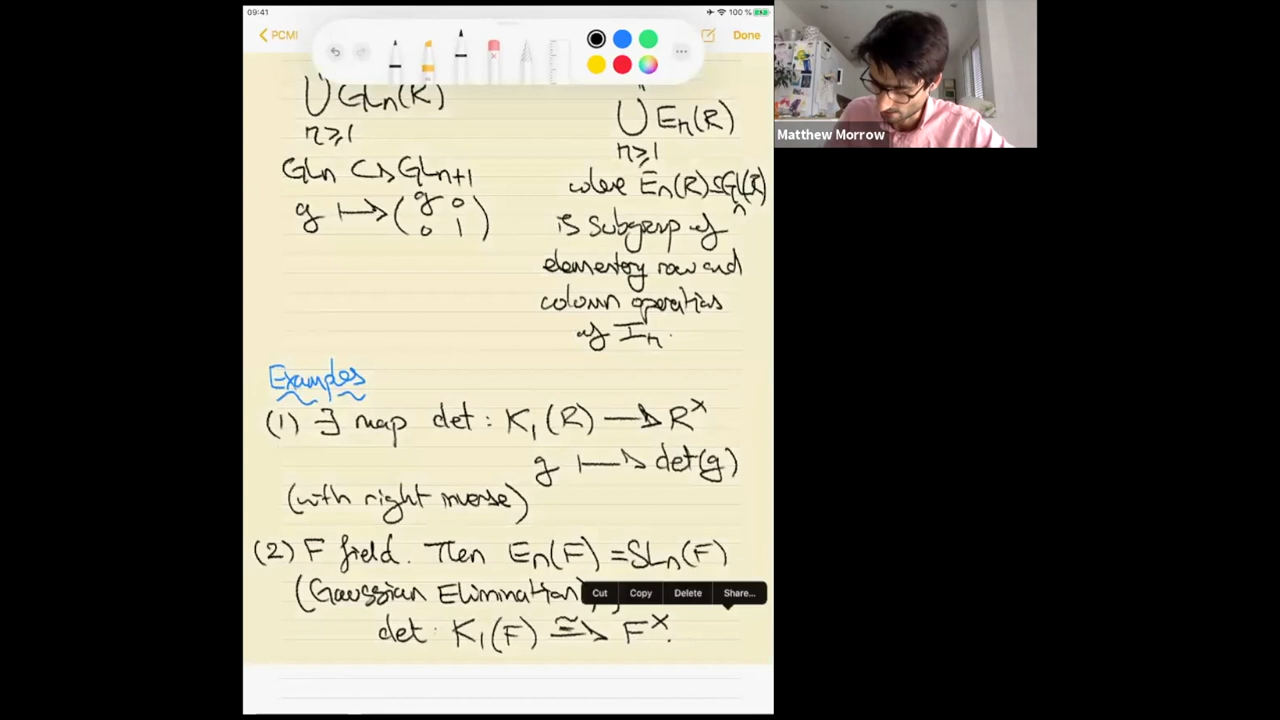 09:41
100 %
PCMI
Done
Matthew Morrow
⋃ GLn(R)
n≥1
GLn ↪ GLn+1
g ↦ (g 0
0 1)
⋃ En(R)
n≥1
where En(R) ≤ GLn(R)
is subgroup of
elementary row and
column operations
of In.
Examples
(1) ∃ map det: K1(R) → R×
g ↦ det(g)
(with right inverse)
(2) F field. Then En(F) = SLn(F)
(Gaussian Elimination)
Cut Copy Delete Share...
det: K1(F) ≅→ F×.